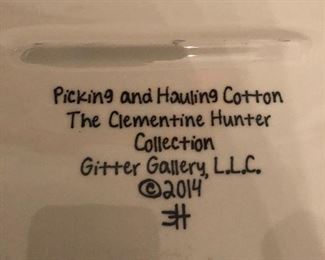 Picking and Hauling Cotton
The Clementine Hunter
Collection
Gitter Gallery, L.L.C.
©2014